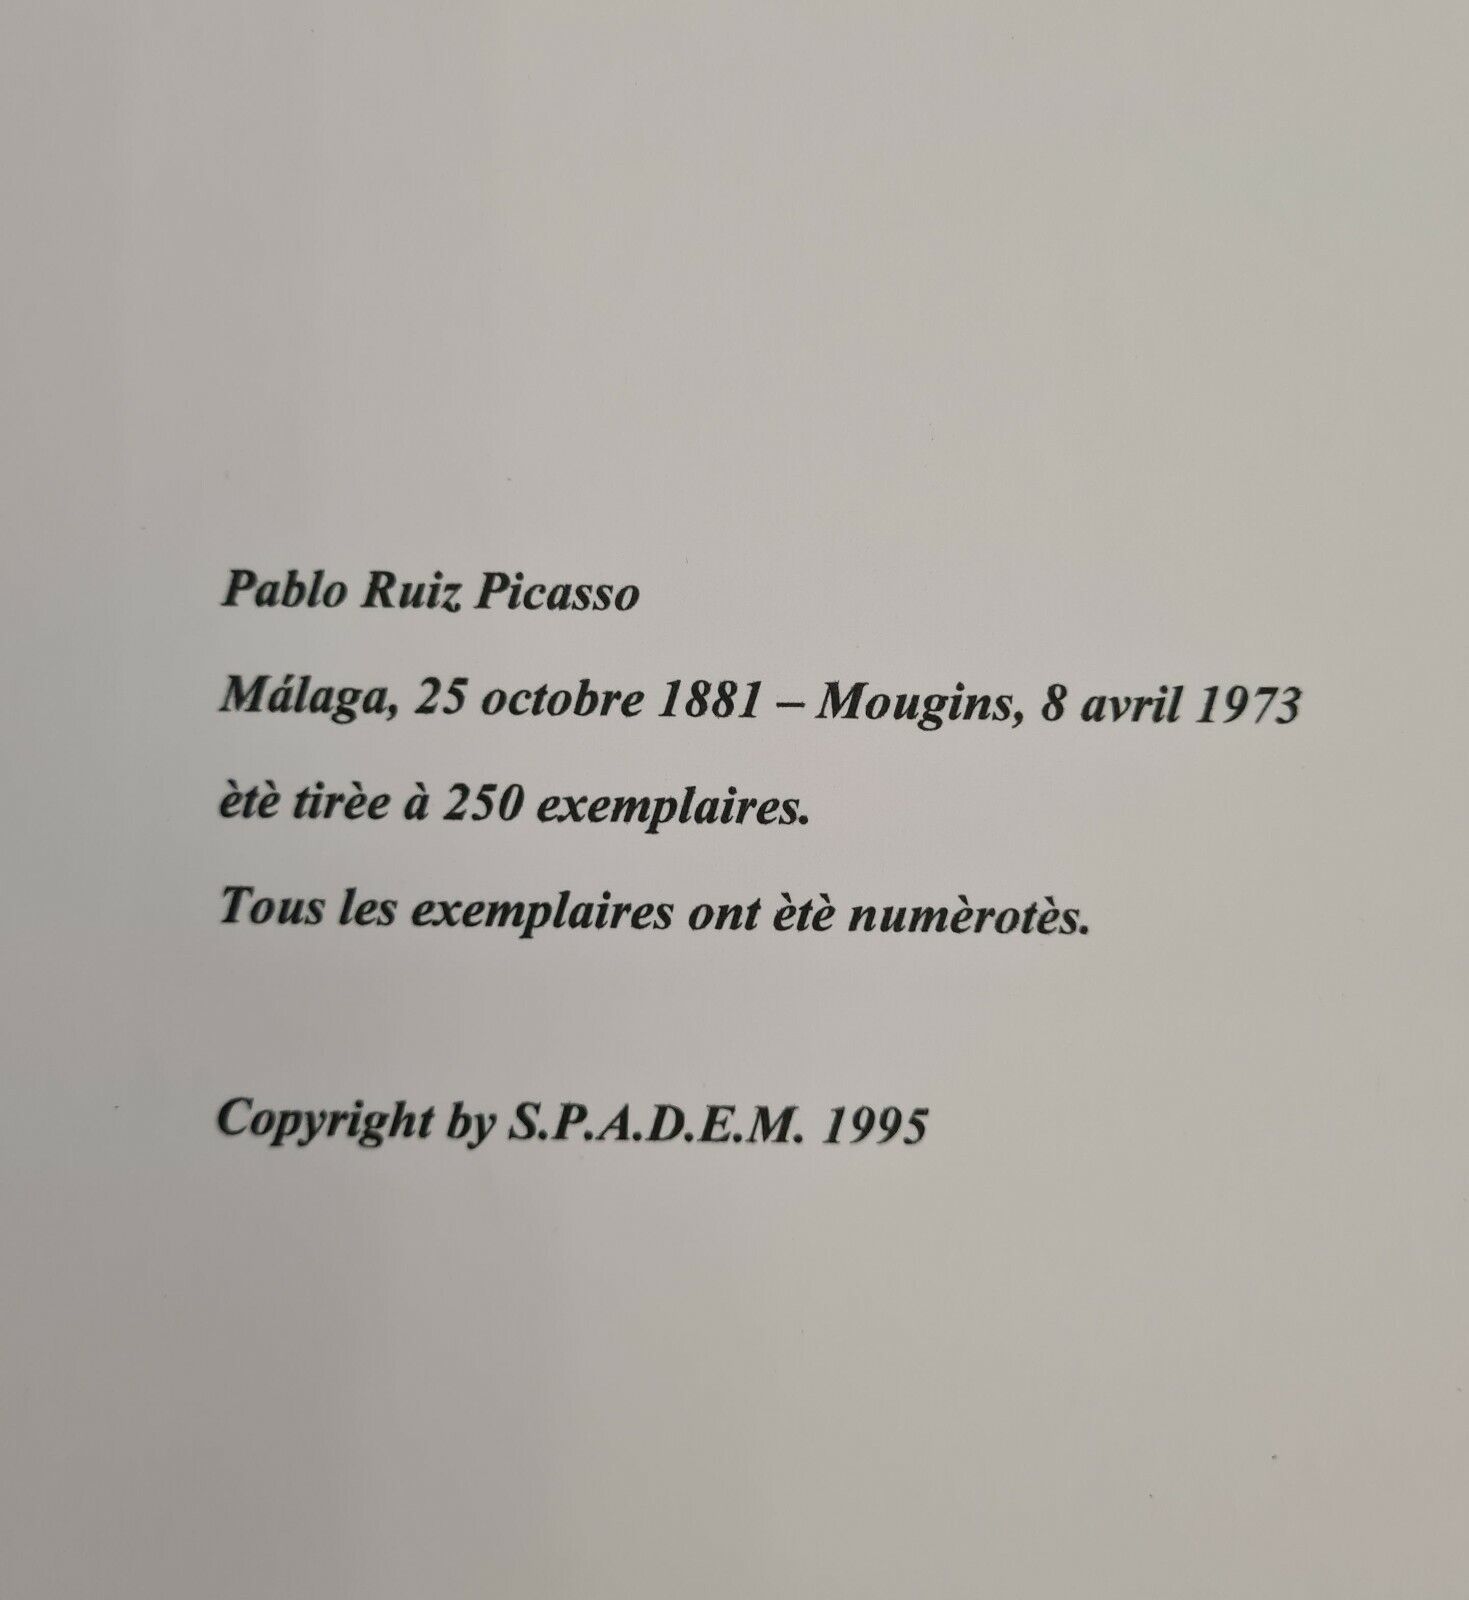 Pablo Ruiz Picasso
Málaga, 25 octobre 1881 – Mougins, 8 avril 1973
ètè tirèe à 250 exemplaires.
Tous les exemplaires ont ètè numèrotès.
Copyright by S.P.A.D.E.M. 1995